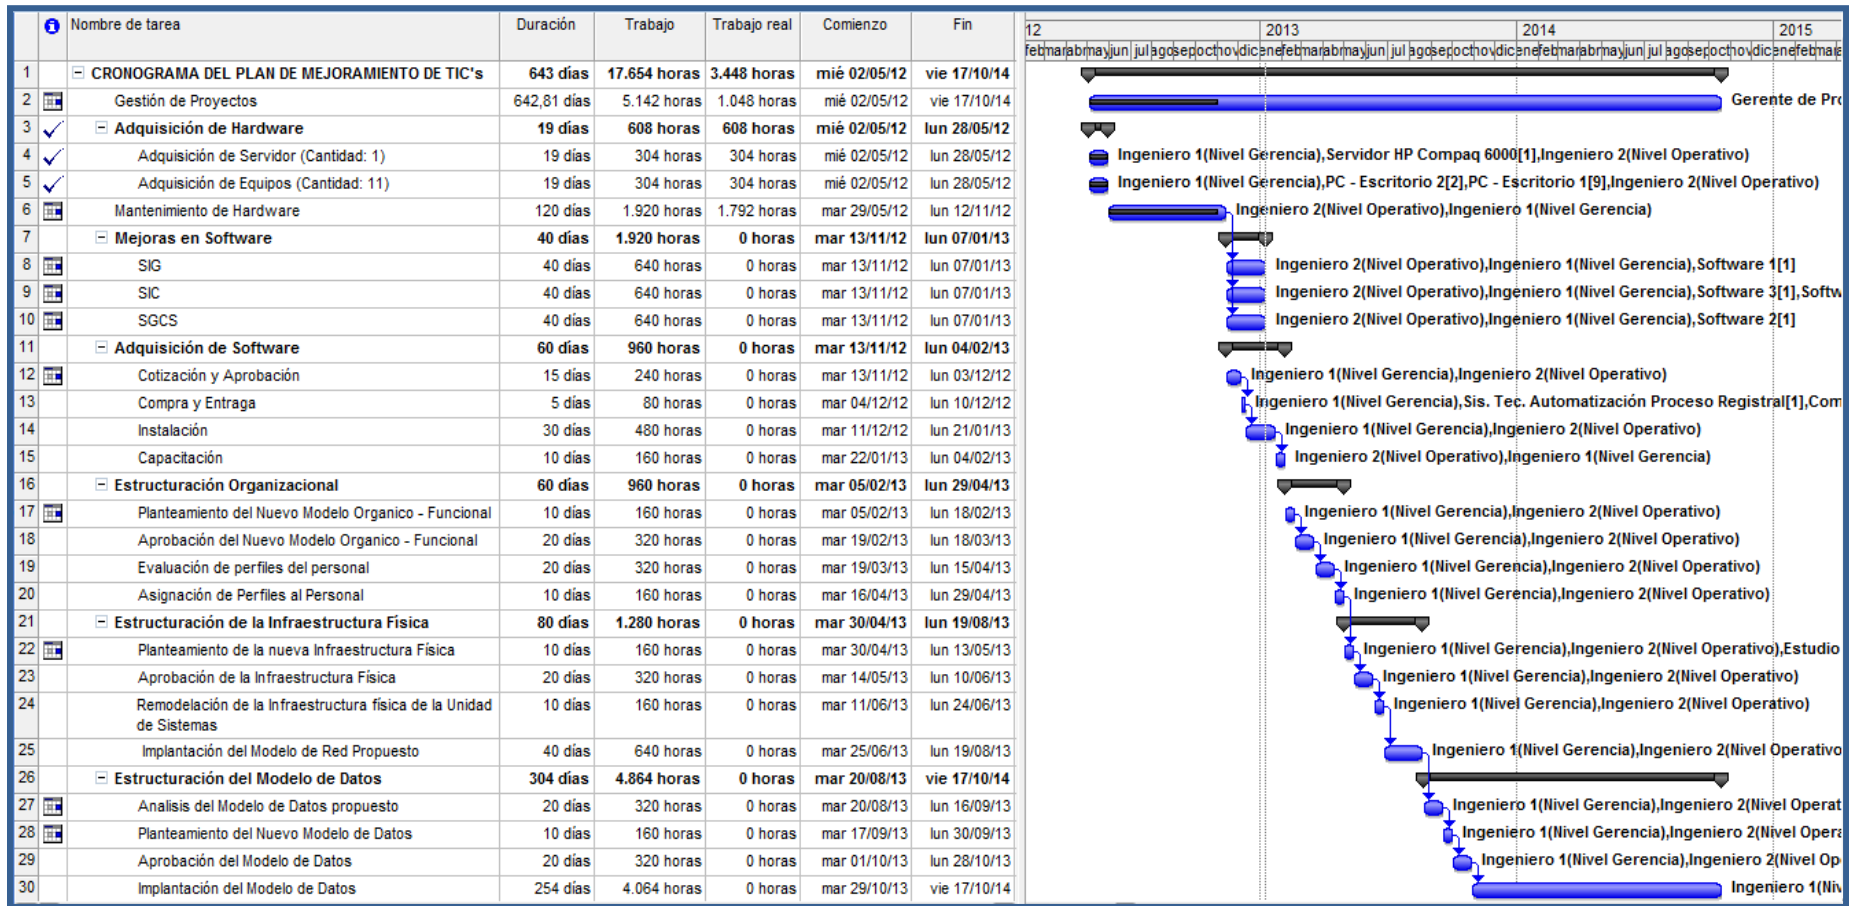 Nombre de tarea Duración Trabajo Trabajo real Comienzo Fin
12 2013 2014 2015
feb mar abr may jun jul ago sep oct nov dic ene feb mar abr may jun jul ago sep oct nov dic ene feb mar abr may jun jul ago sep oct nov dic ene feb mar
1 CRONOGRAMA DEL PLAN DE MEJORAMIENTO DE TIC's 643 días 17.654 horas 3.448 horas mié 02/05/12 vie 17/10/14
2 Gestión de Proyectos 642,81 días 5.142 horas 1.048 horas mié 02/05/12 vie 17/10/14 Gerente de Pro
3 Adquisición de Hardware 19 días 608 horas 608 horas mié 02/05/12 lun 28/05/12
4 Adquisición de Servidor (Cantidad: 1) 19 días 304 horas 304 horas mié 02/05/12 lun 28/05/12 Ingeniero 1(Nivel Gerencia),Servidor HP Compaq 6000[1],Ingeniero 2(Nivel Operativo)
5 Adquisición de Equipos (Cantidad: 11) 19 días 304 horas 304 horas mié 02/05/12 lun 28/05/12 Ingeniero 1(Nivel Gerencia),PC - Escritorio 2[2],PC - Escritorio 1[9],Ingeniero 2(Nivel Operativo)
6 Mantenimiento de Hardware 120 días 1.920 horas 1.792 horas mar 29/05/12 lun 12/11/12 Ingeniero 2(Nivel Operativo),Ingeniero 1(Nivel Gerencia)
7 Mejoras en Software 40 días 1.920 horas 0 horas mar 13/11/12 lun 07/01/13
8 SIG 40 días 640 horas 0 horas mar 13/11/12 lun 07/01/13 Ingeniero 2(Nivel Operativo),Ingeniero 1(Nivel Gerencia),Software 1[1]
9 SIC 40 días 640 horas 0 horas mar 13/11/12 lun 07/01/13 Ingeniero 2(Nivel Operativo),Ingeniero 1(Nivel Gerencia),Software 3[1],Softw
10 SGCS 40 días 640 horas 0 horas mar 13/11/12 lun 07/01/13 Ingeniero 2(Nivel Operativo),Ingeniero 1(Nivel Gerencia),Software 2[1]
11 Adquisición de Software 60 días 960 horas 0 horas mar 13/11/12 lun 04/02/13
12 Cotización y Aprobación 15 días 240 horas 0 horas mar 13/11/12 lun 03/12/12 Ingeniero 1(Nivel Gerencia),Ingeniero 2(Nivel Operativo)
13 Compra y Entraga 5 días 80 horas 0 horas mar 04/12/12 lun 10/12/12 Ingeniero 1(Nivel Gerencia),Sis. Tec. Automatización Proceso Registral[1],Com
14 Instalación 30 días 480 horas 0 horas mar 11/12/12 lun 21/01/13 Ingeniero 1(Nivel Gerencia),Ingeniero 2(Nivel Operativo)
15 Capacitación 10 días 160 horas 0 horas mar 22/01/13 lun 04/02/13 Ingeniero 2(Nivel Operativo),Ingeniero 1(Nivel Gerencia)
16 Estructuración Organizacional 60 días 960 horas 0 horas mar 05/02/13 lun 29/04/13
17 Planteamiento del Nuevo Modelo Organico - Funcional 10 días 160 horas 0 horas mar 05/02/13 lun 18/02/13 Ingeniero 1(Nivel Gerencia),Ingeniero 2(Nivel Operativo)
18 Aprobación del Nuevo Modelo Organico - Funcional 20 días 320 horas 0 horas mar 19/02/13 lun 18/03/13 Ingeniero 1(Nivel Gerencia),Ingeniero 2(Nivel Operativo)
19 Evaluación de perfiles del personal 20 días 320 horas 0 horas mar 19/03/13 lun 15/04/13 Ingeniero 1(Nivel Gerencia),Ingeniero 2(Nivel Operativo)
20 Asignación de Perfiles al Personal 10 días 160 horas 0 horas mar 16/04/13 lun 29/04/13 Ingeniero 1(Nivel Gerencia),Ingeniero 2(Nivel Operativo)
21 Estructuración de la Infraestructura Física 80 días 1.280 horas 0 horas mar 30/04/13 lun 19/08/13
22 Planteamiento de la nueva Infraestructura Física 10 días 160 horas 0 horas mar 30/04/13 lun 13/05/13 Ingeniero 1(Nivel Gerencia),Ingeniero 2(Nivel Operativo),Estudio
23 Aprobación de la Infraestructura Física 20 días 320 horas 0 horas mar 14/05/13 lun 10/06/13 Ingeniero 1(Nivel Gerencia),Ingeniero 2(Nivel Operativo)
24 Remodelación de la Infraestructura física de la Unidad 10 días 160 horas 0 horas mar 11/06/13 lun 24/06/13 Ingeniero 1(Nivel Gerencia),Ingeniero 2(Nivel Operativo)
de Sistemas
25 Implantación del Modelo de Red Propuesto 40 días 640 horas 0 horas mar 25/06/13 lun 19/08/13 Ingeniero 1(Nivel Gerencia),Ingeniero 2(Nivel Operativo
26 Estructuración del Modelo de Datos 304 días 4.864 horas 0 horas mar 20/08/13 vie 17/10/14
27 Analisis del Modelo de Datos propuesto 20 días 320 horas 0 horas mar 20/08/13 lun 16/09/13 Ingeniero 1(Nivel Gerencia),Ingeniero 2(Nivel Operat
28 Planteamiento del Nuevo Modelo de Datos 10 días 160 horas 0 horas mar 17/09/13 lun 30/09/13 Ingeniero 1(Nivel Gerencia),Ingeniero 2(Nivel Opera
29 Aprobación del Modelo de Datos 20 días 320 horas 0 horas mar 01/10/13 lun 28/10/13 Ingeniero 1(Nivel Gerencia),Ingeniero 2(Nivel Op
30 Implantación del Modelo de Datos 254 días 4.064 horas 0 horas mar 29/10/13 vie 17/10/14 Ingeniero 1(Niv